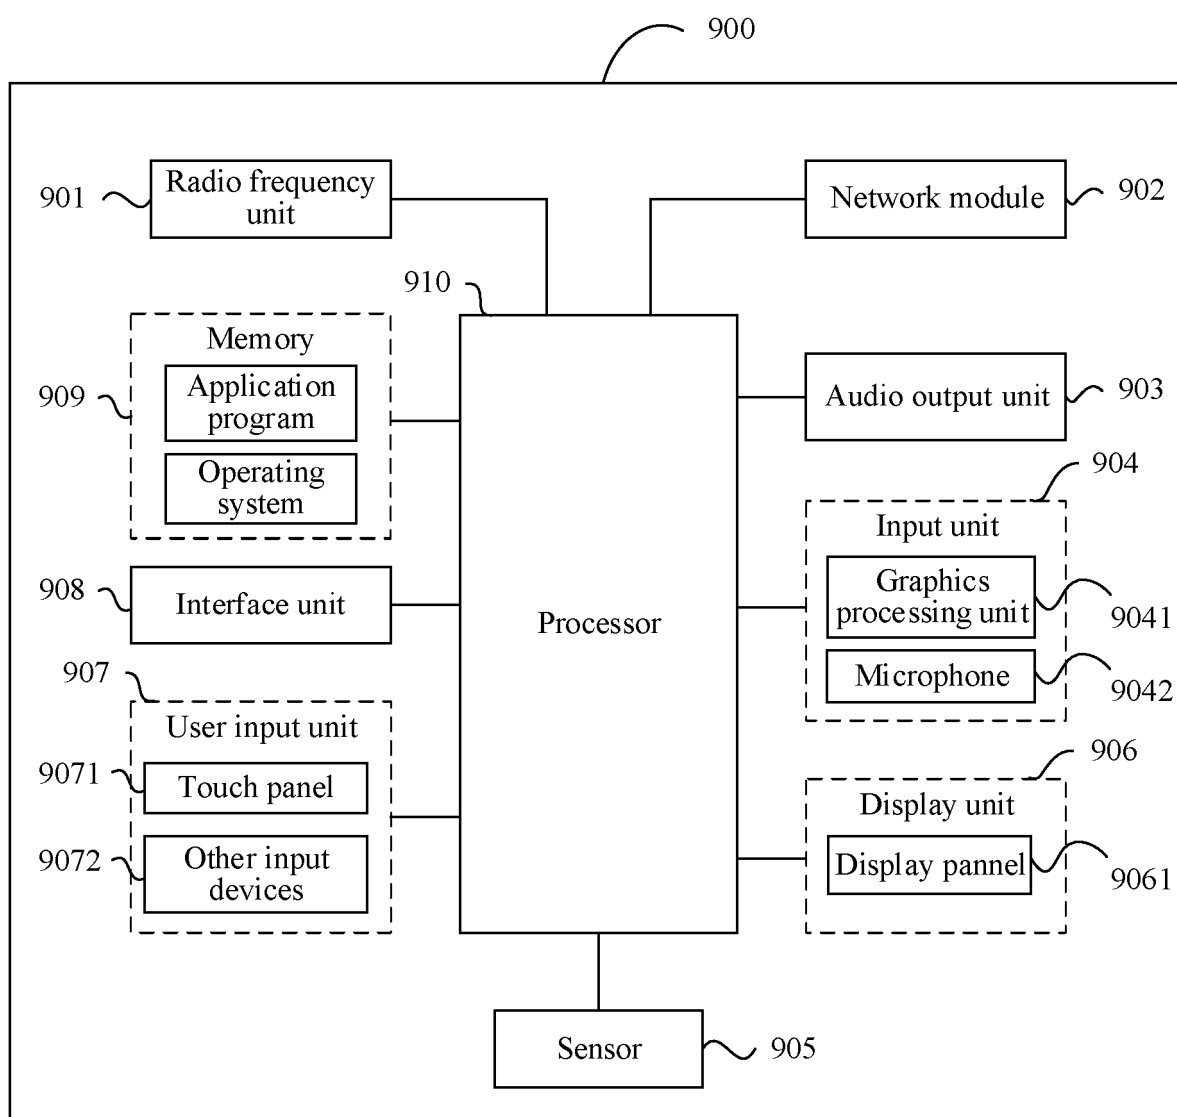 900
901
Radio frequency
unit
Network module
902
910
Memory
909
Application
program
Operating
system
Audio output unit
903
904
Input unit
Graphics
processing unit
9041
Microphone
9042
908
Interface unit
Processor
907
User input unit
9071
Touch panel
9072
Other input
devices
906
Display unit
Display pannel
9061
Sensor
905